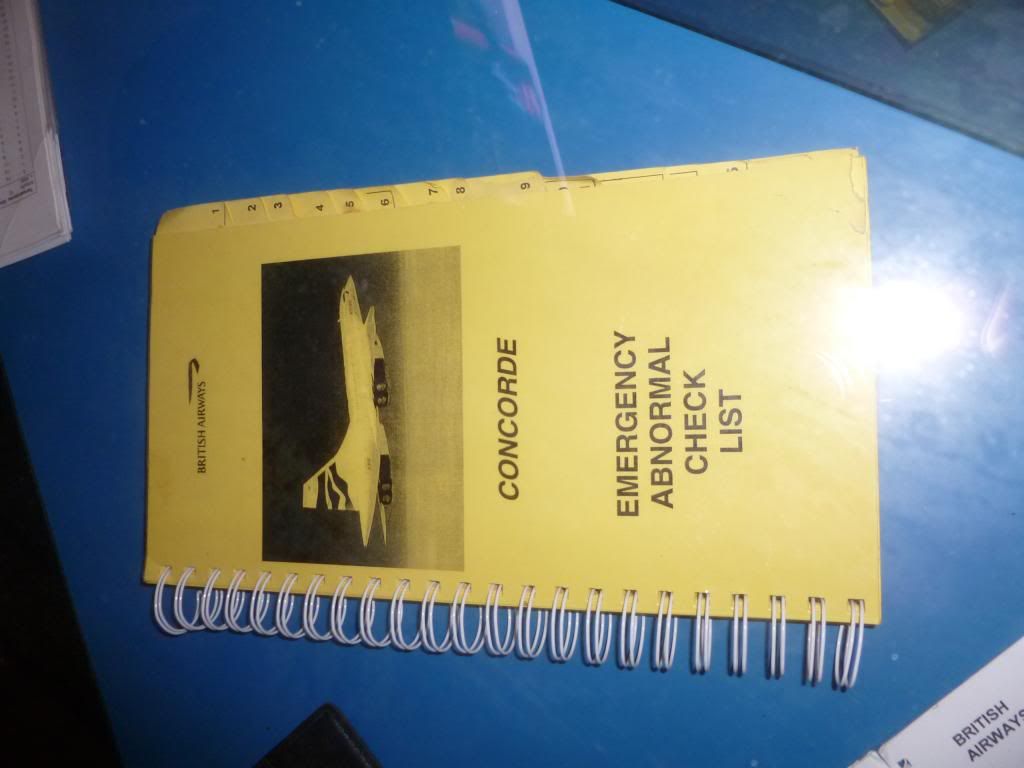 BRITISH AIRWAYS
CONCORDE
EMERGENCY
ABNORMAL
CHECK
LIST
1
2
3
4
5
6
7
8
9
BRITISH
AIRWAYS